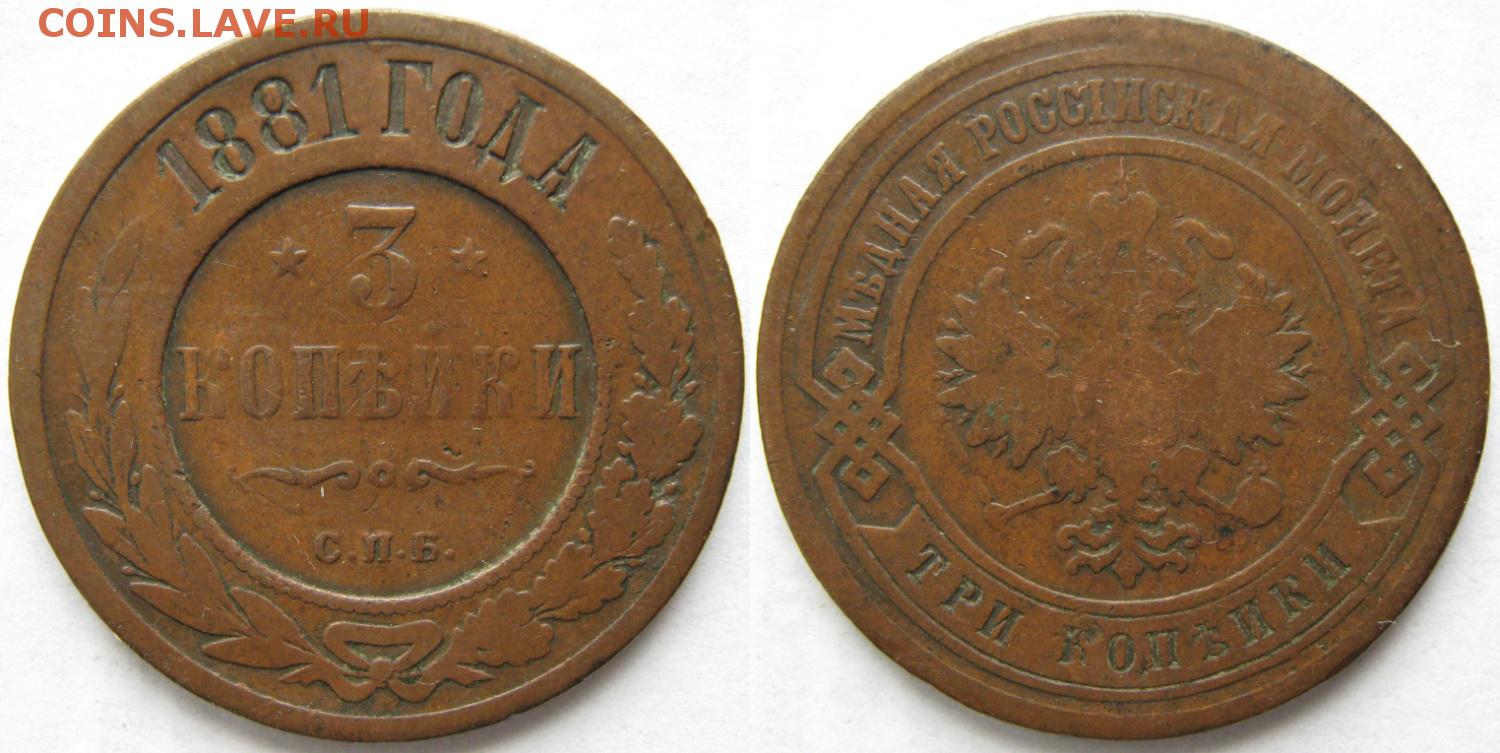 COINS.LAVE.RU
1881 ГОДА
3
КОПѢЙКИ
С.П.Б.
МѢДНАЯ РОССІЙСКАЯ МОНЕТА
ТРИ КОПѢЙКИ